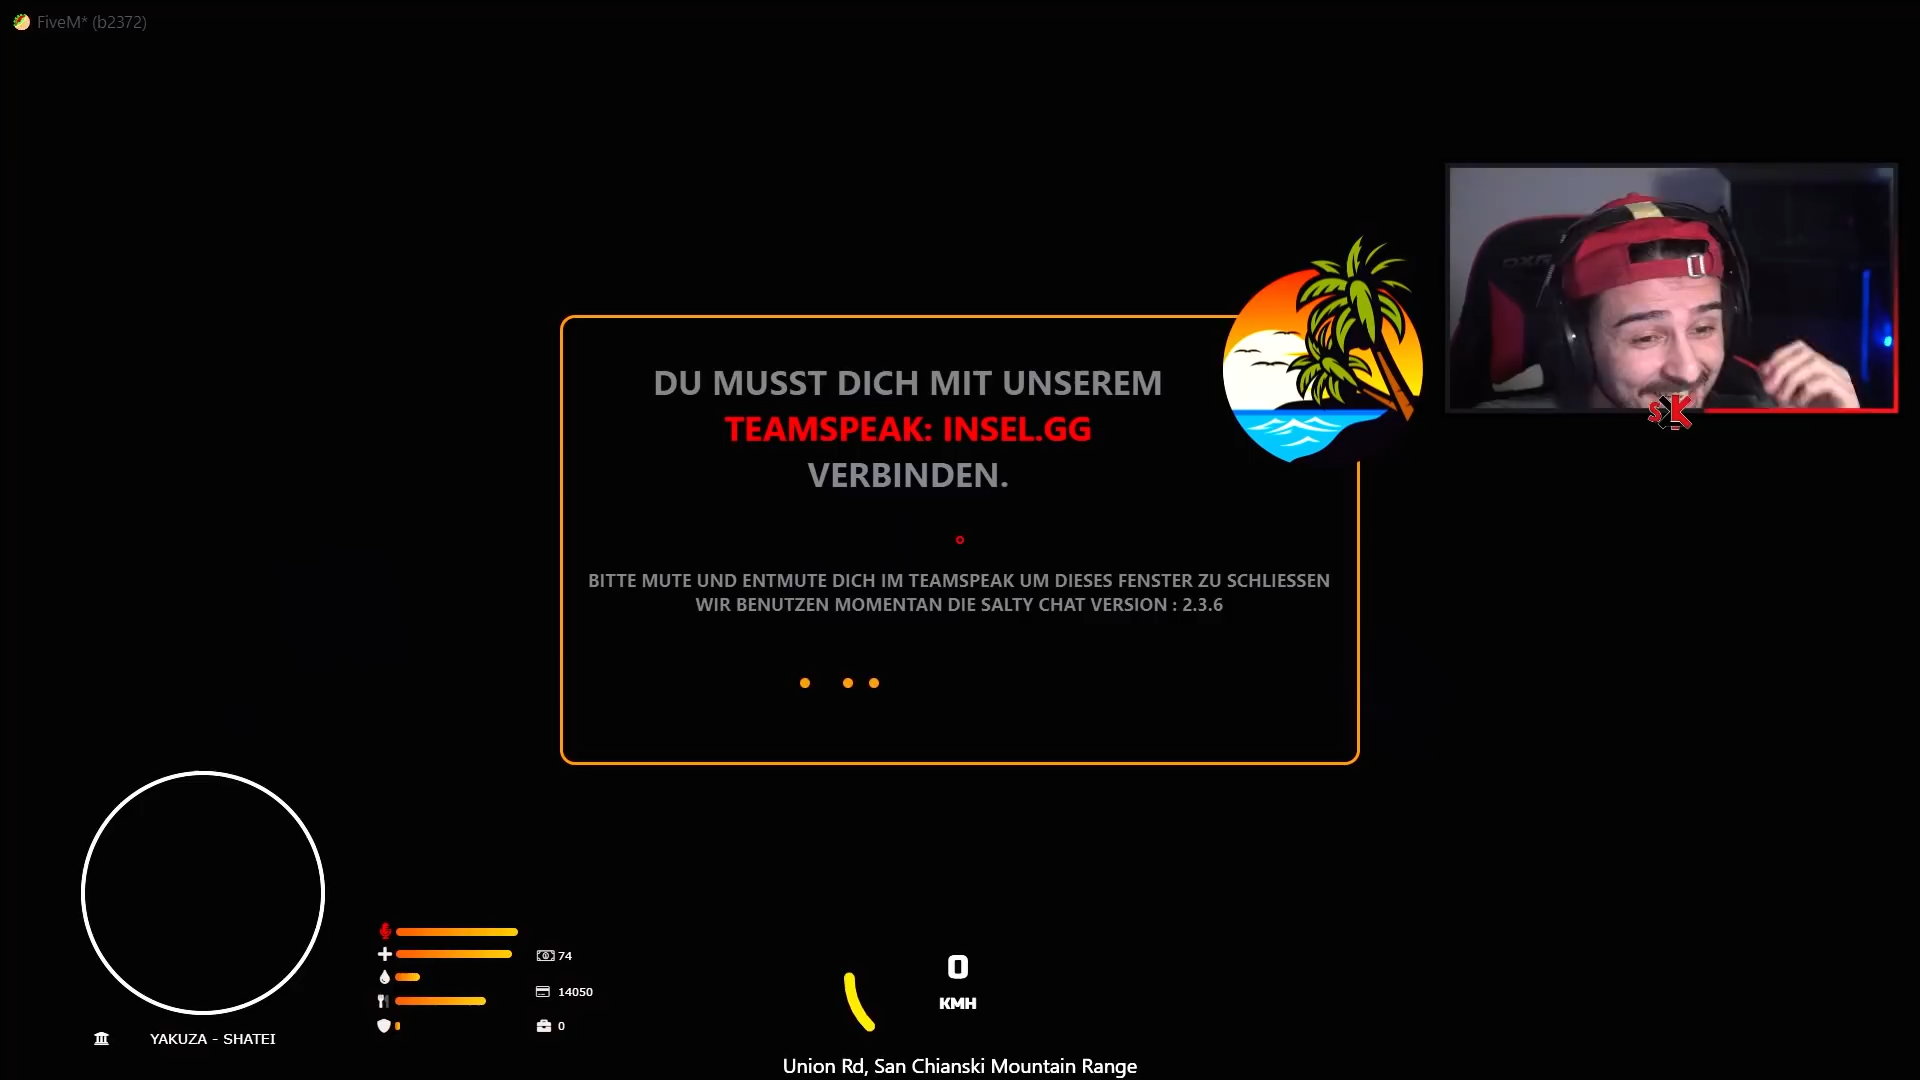 FiveM* (b2372)
DU MUSST DICH MIT UNSEREM
TEAMSPEAK: INSEL.GG
VERBINDEN.
BITTE MUTE UND ENTMUTE DICH IM TEAMSPEAK UM DIESES FENSTER ZU SCHLIESSEN
WIR BENUTZEN MOMENTAN DIE SALTY CHAT VERSION : 2.3.6
74
14050
0
YAKUZA - SHATEI
0
KMH
Union Rd, San Chianski Mountain Range